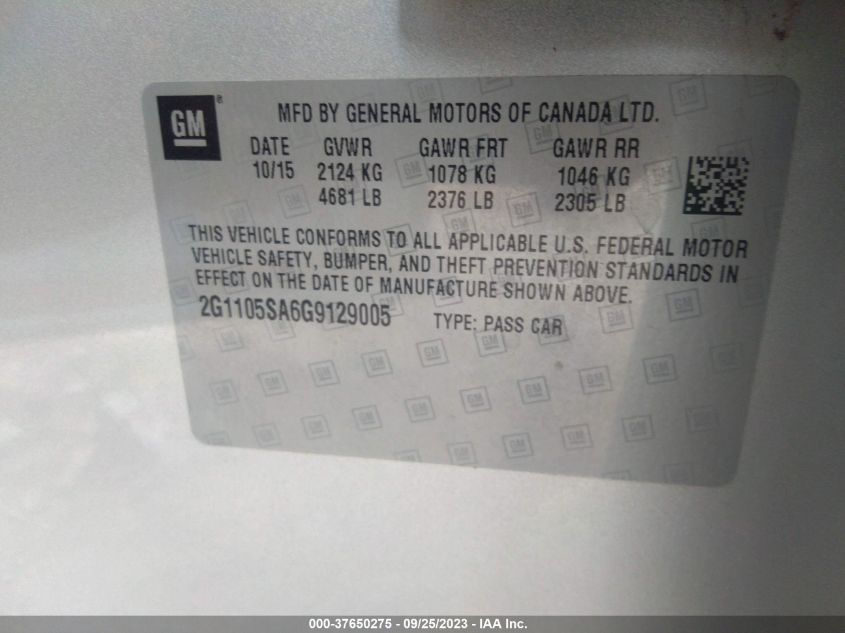 GM ®
MFD BY GENERAL MOTORS OF CANADA LTD.
DATE GVWR GAWR FRT GAWR RR
10/15 2124 KG 1078 KG 1046 KG
4681 LB 2376 LB 2305 LB
THIS VEHICLE CONFORMS TO ALL APPLICABLE U.S. FEDERAL MOTOR
VEHICLE SAFETY, BUMPER, AND THEFT PREVENTION STANDARDS IN
EFFECT ON THE DATE OF MANUFACTURE SHOWN ABOVE.
2G1105SA6G9129005 TYPE: PASS CAR
000-37650275 - 09/25/2023 - IAA Inc.